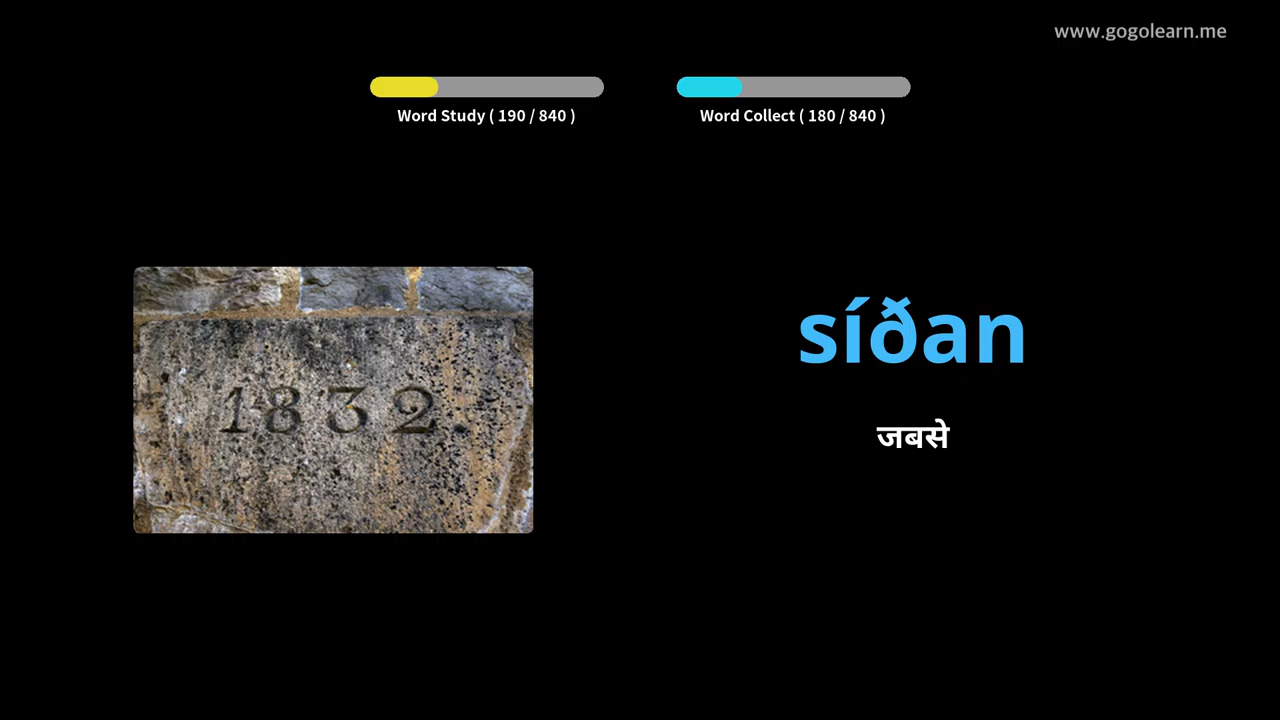 www.gogolearn.me
Word Study ( 190 / 840 )
Word Collect ( 180 / 840 )
1832.
síðan
जबसे